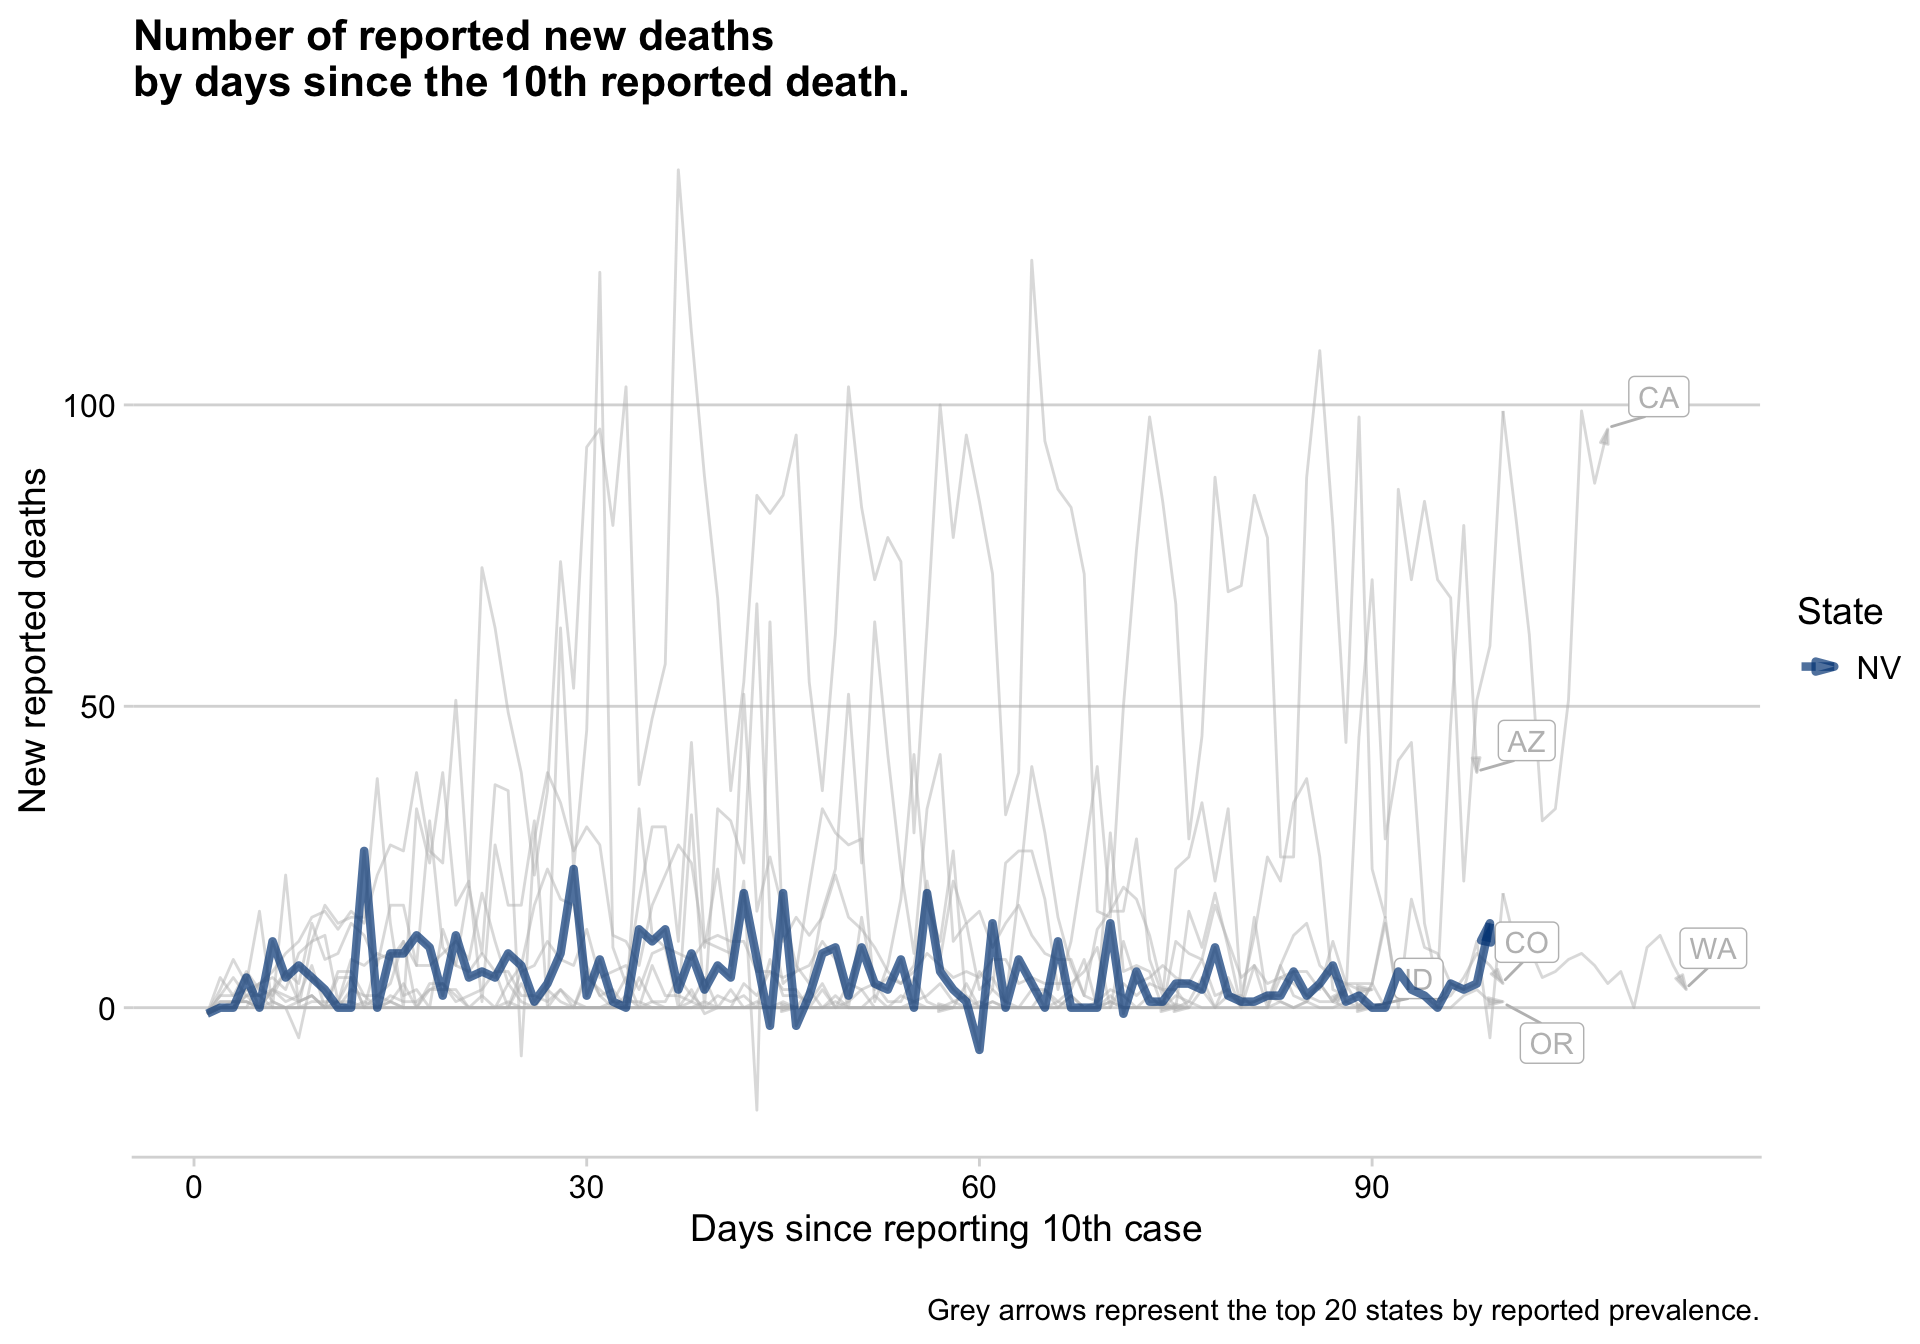 Number of reported new deaths
by days since the 10th reported death.
New reported deaths
100
50
0
CA
AZ
CO
WA
ID
OR
State
NV
0
30
60
90
Days since reporting 10th case
Grey arrows represent the top 20 states by reported prevalence.